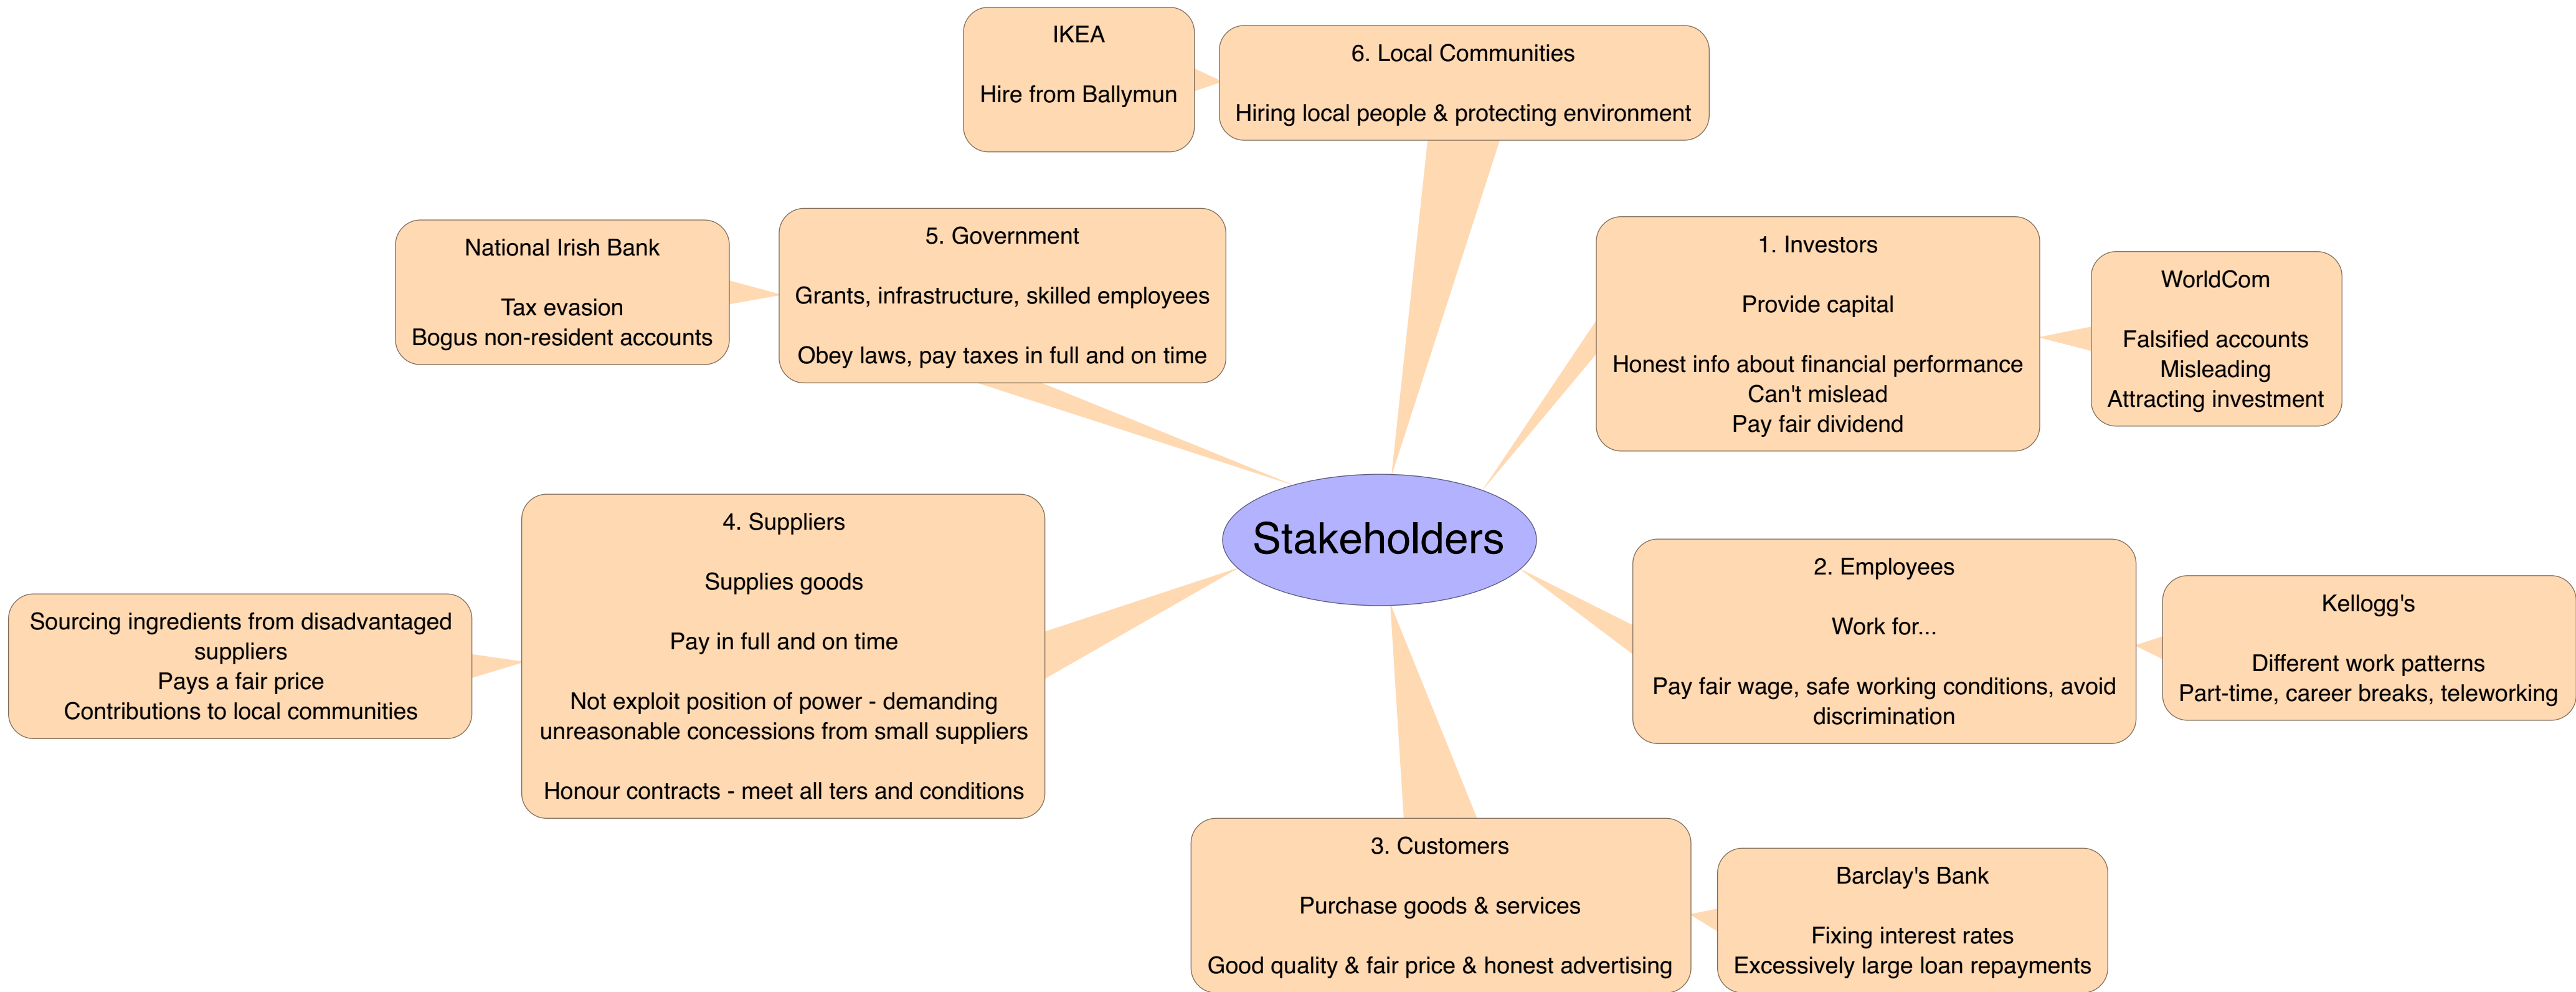 Stakeholders
1. Investors
Provide capital
Honest info about financial performance
Can't mislead
Pay fair dividend
WorldCom
Falsified accounts
Misleading
Attracting investment
2. Employees
Work for...
Pay fair wage, safe working conditions, avoid
discrimination
Kellogg's
Different work patterns
Part-time, career breaks, teleworking
3. Customers
Purchase goods & services
Good quality & fair price & honest advertising
Barclay's Bank
Fixing interest rates
Excessively large loan repayments
4. Suppliers
Supplies goods
Pay in full and on time
Not exploit position of power - demanding
unreasonable concessions from small suppliers
Honour contracts - meet all ters and conditions
Sourcing ingredients from disadvantaged
suppliers
Pays a fair price
Contributions to local communities
5. Government
Grants, infrastructure, skilled employees
Obey laws, pay taxes in full and on time
National Irish Bank
Tax evasion
Bogus non-resident accounts
6. Local Communities
Hiring local people & protecting environment
IKEA
Hire from Ballymun